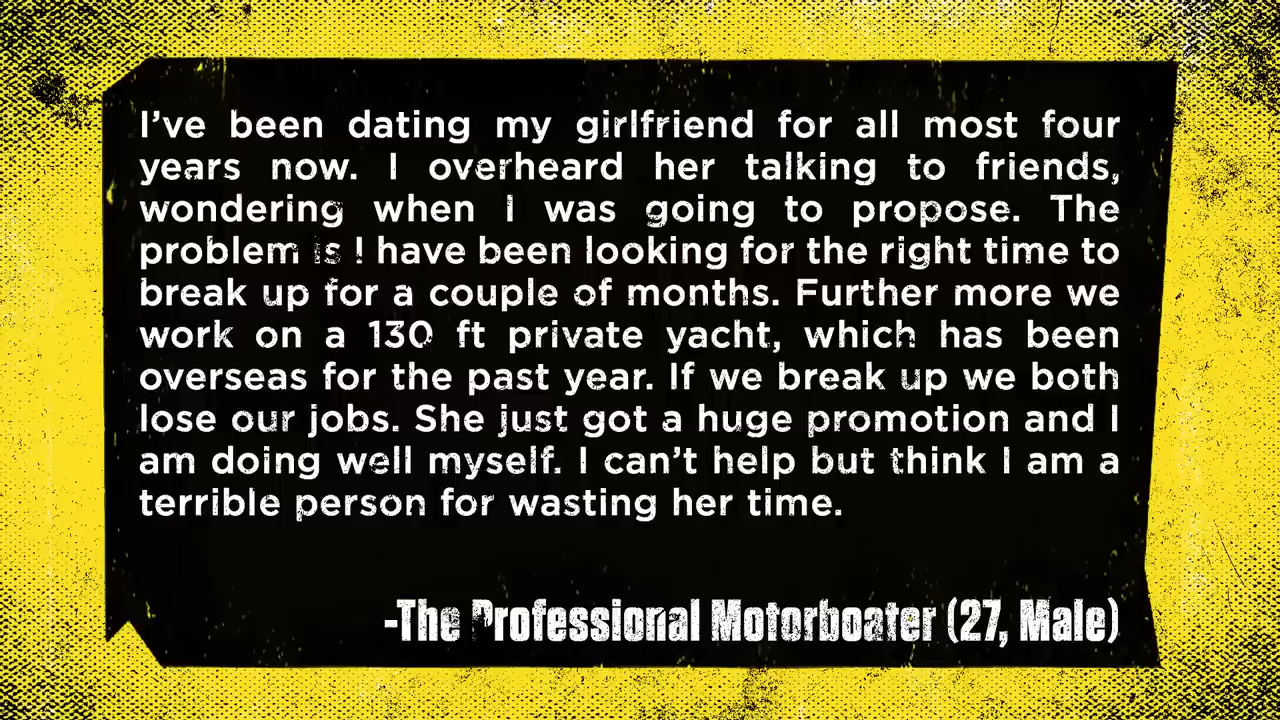 I’ve been dating my girlfriend for all most four
years now. I overheard her talking to friends,
wondering when I was going to propose. The
problem is I have been looking for the right time to
break up for a couple of months. Further more we
work on a 130 ft private yacht, which has been
overseas for the past year. If we break up we both
lose our jobs. She just got a huge promotion and I
am doing well myself. I can’t help but think I am a
terrible person for wasting her time.
-The Professional Motorboater (27, Male)